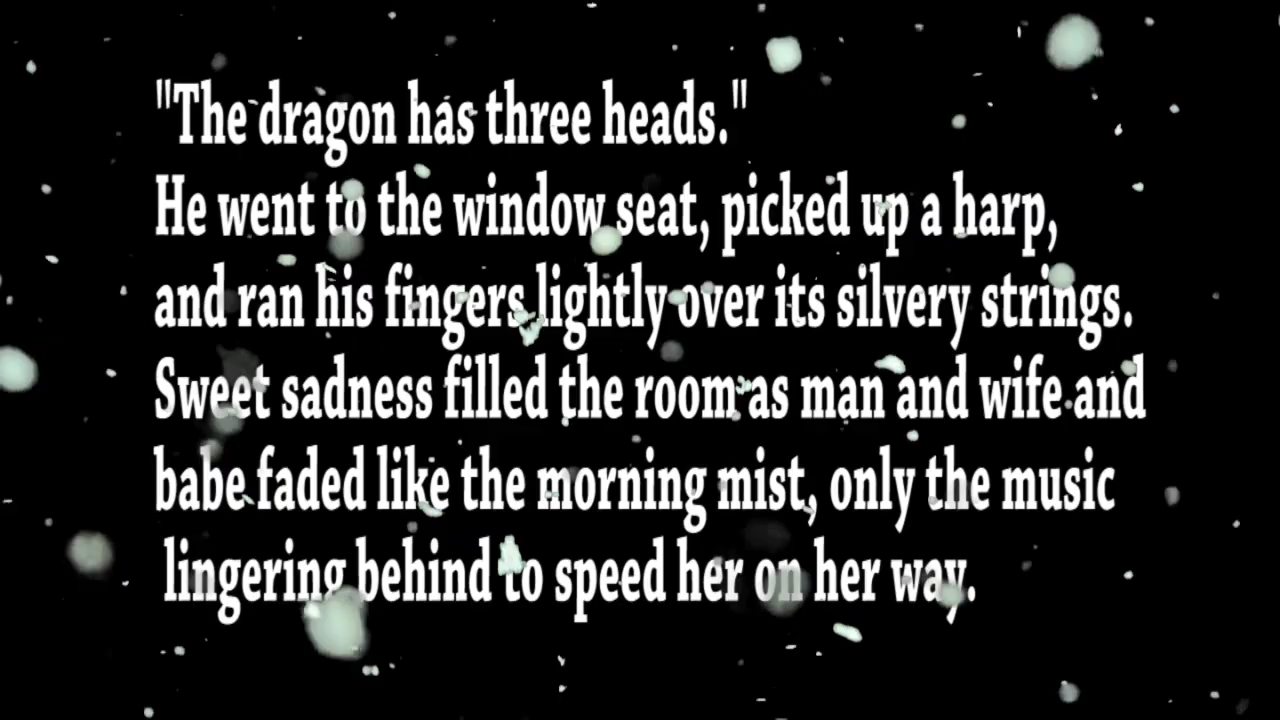 "The dragon has three heads."
He went to the window seat, picked up a harp,
and ran his fingers lightly over its silvery strings.
Sweet sadness filled the room as man and wife and
babe faded like the morning mist, only the music
lingering behind to speed her on her way.